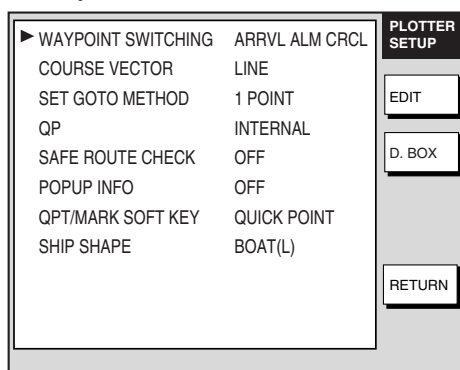 PLOTTER
SETUP
▶ WAYPOINT SWITCHING ARRVL ALM CRCL
COURSE VECTOR LINE
SET GOTO METHOD 1 POINT
QP INTERNAL
SAFE ROUTE CHECK OFF
POPUP INFO OFF
QPT/MARK SOFT KEY QUICK POINT
SHIP SHAPE BOAT(L)
EDIT
D. BOX
RETURN